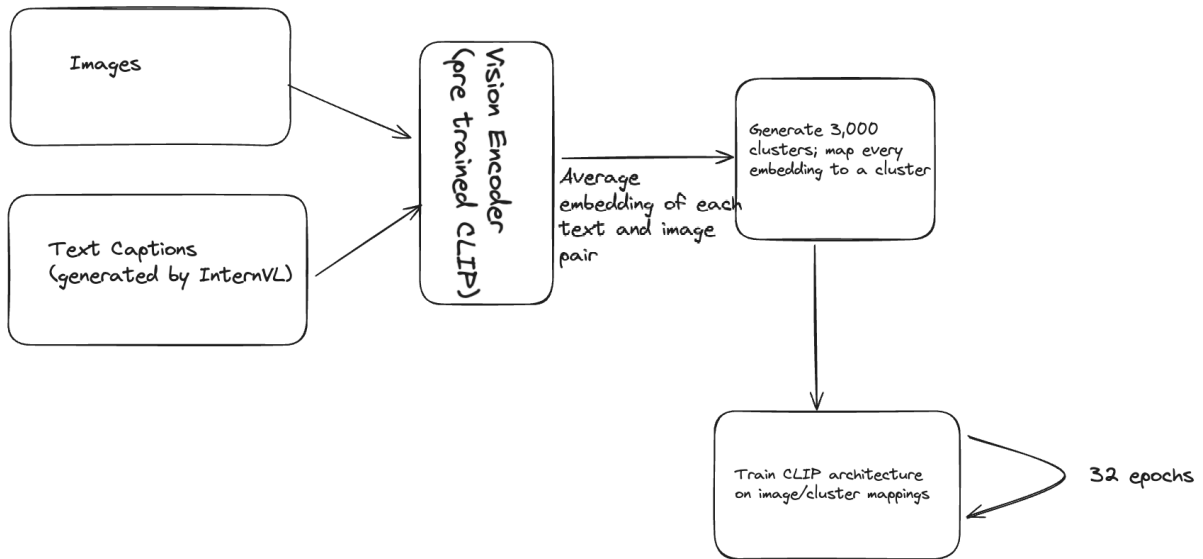 Images
Text Captions
(generated by InternVL)
Vision Encoder
(pre trained CLIP)
Average
embedding of each
text and image
pair
Generate 3,000
clusters; map every
embedding to a cluster
Train CLIP architecture
on image/cluster mappings
32 epochs